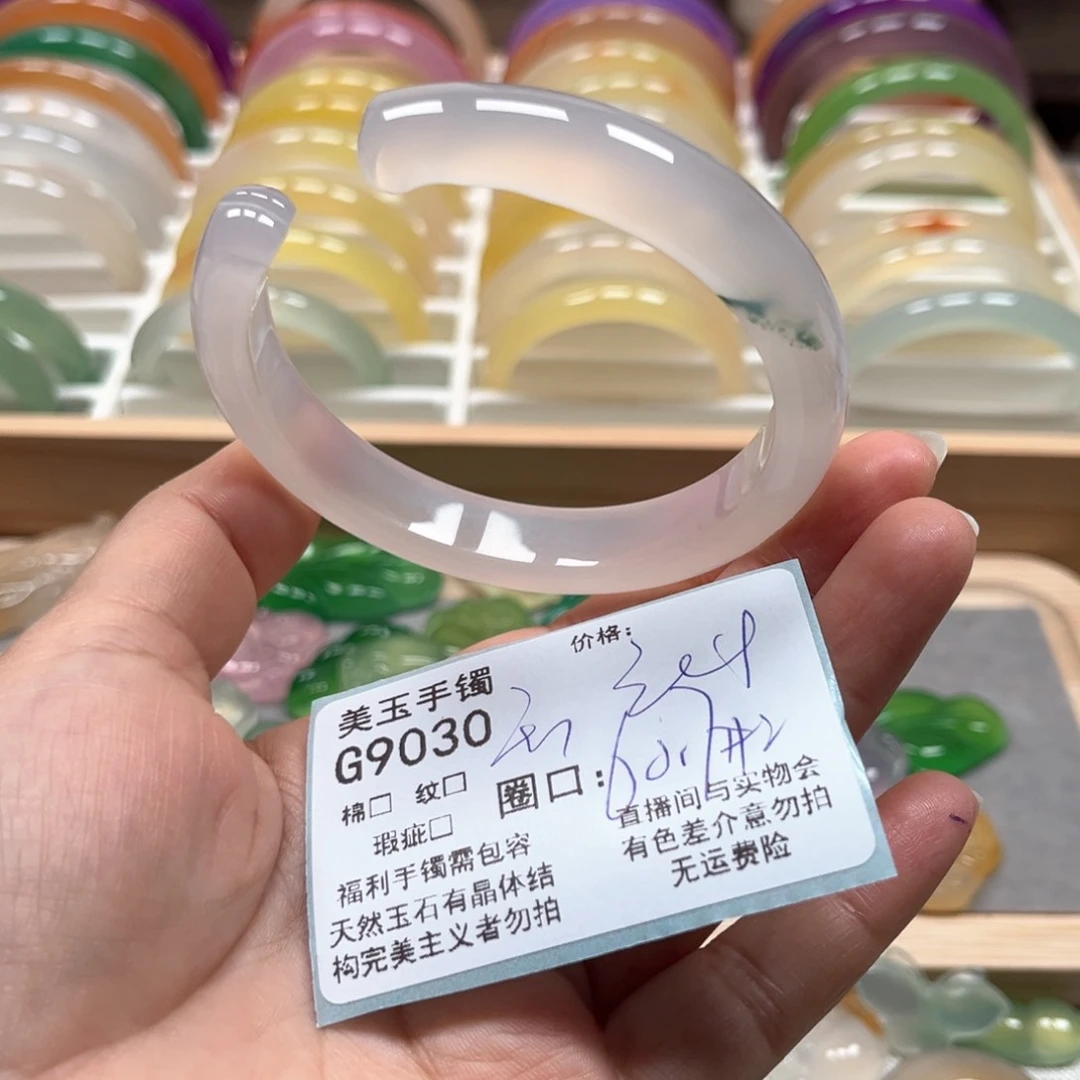 价格:
美玉手镯
G9030
棉□ 纹□ 圈口:
瑕疵□
福利手镯需包容
天然玉石有晶体结
构完美主义者勿拍
直播间与实物会
有色差介意勿拍
无运费险